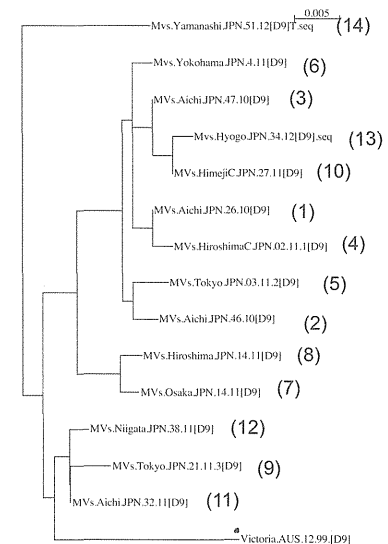 0.005
Mvs.Yamanashi.JPN.51.12[D9]T.seq (14)
MVs.Yokohama.JPN.4.11[D9] (6)
MVs.Aichi.JPN.47.10[D9] (3)
Mvs.Hyogo.JPN.34.12[D9].seq (13)
MVs.HimejiC.JPN.27.11[D9] (10)
MVs.Aichi.JPN.26.10[D9] (1)
MVs.HiroshimaC.JPN.02.11.1[D9] (4)
MVs.Tokyo.JPN.03.11.2[D9] (5)
MVs.Aichi.JPN.46.10[D9] (2)
MVs.Hiroshima.JPN.14.11[D9] (8)
MVs.Osaka.JPN.14.11[D9] (7)
MVs.Niigata.JPN.38.11[D9] (12)
MVs.Tokyo.JPN.21.11.3[D9] (9)
MVs.Aichi.JPN.32.11[D9] (11)
Victoria.AUS.12.99.[D9]